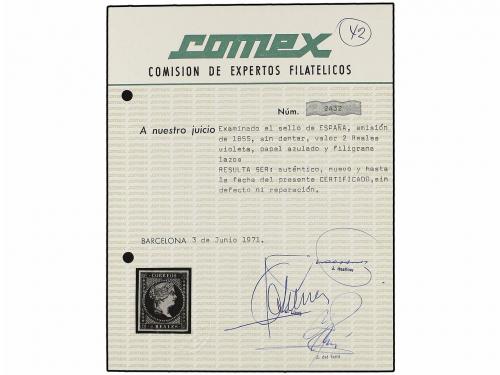 comex
42
COMISION DE EXPERTOS FILATELICOS
Núm. 2432
A nuestro juicio Examinado el sello de ESPAÑA, emisión
de 1855, sin dentar, valor 2 Reales
violeta, papel azulado y filigrana
lazos
RESULTA SER: auténtico, nuevo y hasta
la fecha del presente CERTIFICADO,sin
defecto ni reparación.
BARCELONA 3 de Junio 1971.
CORREOS
2 REALES